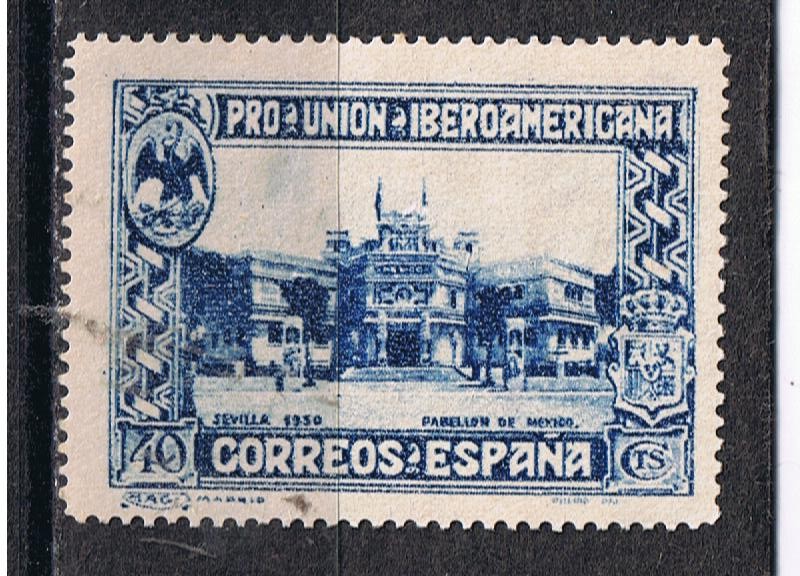 PRO UNION IBEROAMERICANA
SEVILLA 1930 PABELLON DE MEXICO.
40 CORREOS ESPAÑA CTS
MADRID